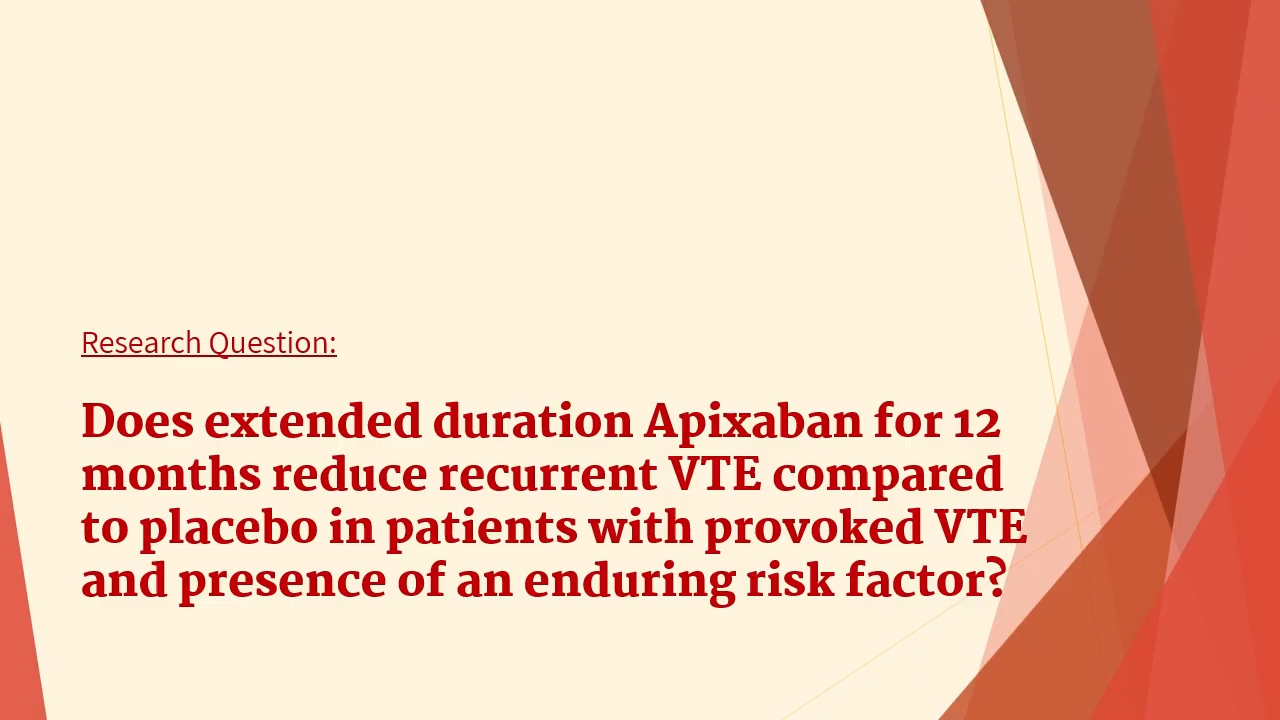 Research Question:
Does extended duration Apixaban for 12
months reduce recurrent VTE compared
to placebo in patients with provoked VTE
and presence of an enduring risk factor?